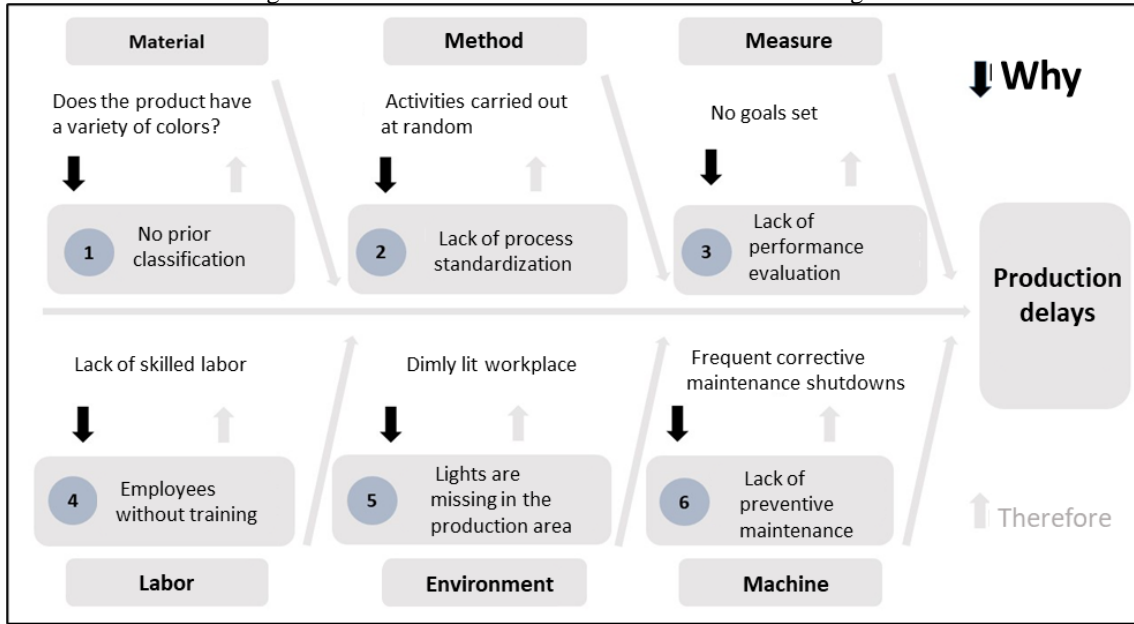 Material
Method
Measure
Why
Does the product have
a variety of colors?
Activities carried out
at random
No goals set
1
No prior
classification
2
Lack of process
standardization
3
Lack of
performance
evaluation
Production
delays
Lack of skilled labor
Dimly lit workplace
Frequent corrective
maintenance shutdowns
4
Employees
without training
5
Lights are
missing in the
production area
6
Lack of
preventive
maintenance
Therefore
Labor
Environment
Machine